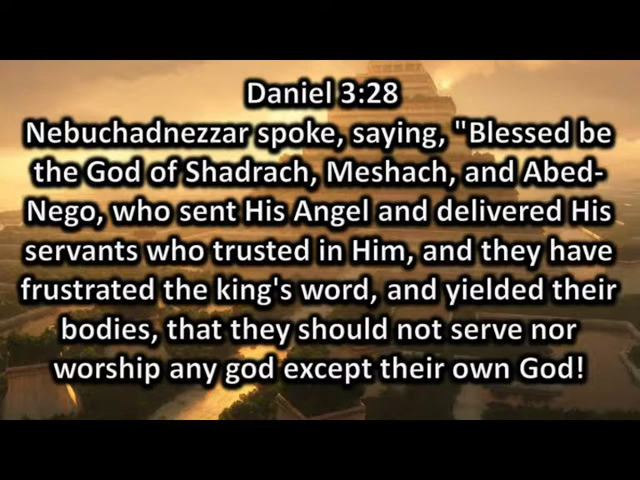 Daniel 3:28
Nebuchadnezzar spoke, saying, "Blessed be
the God of Shadrach, Meshach, and Abed-
Nego, who sent His Angel and delivered His
servants who trusted in Him, and they have
frustrated the king's word, and yielded their
bodies, that they should not serve nor
worship any god except their own God!